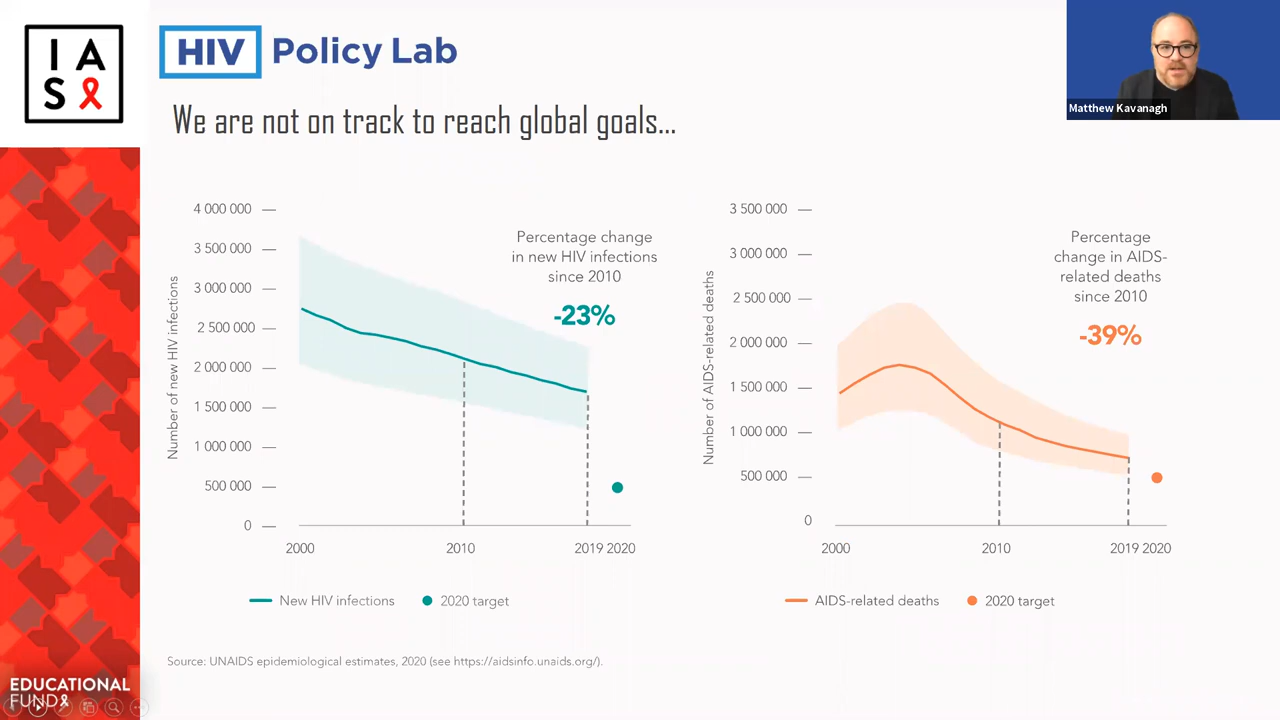 I A
S
HIV Policy Lab
Matthew Kavanagh
We are not on track to reach global goals...
4 000 000
3 500 000
3 000 000
2 500 000
2 000 000
1 500 000
1 000 000
500 000
0
Number of new HIV infections
Percentage change
in new HIV infections
since 2010
-23%
2000
2010
2019 2020
New HIV infections
2020 target
3 500 000
3 000 000
2 500 000
2 000 000
1 500 000
1 000 000
500 000
0
Number of AIDS-related deaths
Percentage
change in AIDS-
related deaths
since 2010
-39%
2000
2010
2019 2020
AIDS-related deaths
2020 target
Source: UNAIDS epidemiological estimates, 2020 (see https://aidsinfo.unaids.org/).
EDUCATIONAL
FUND